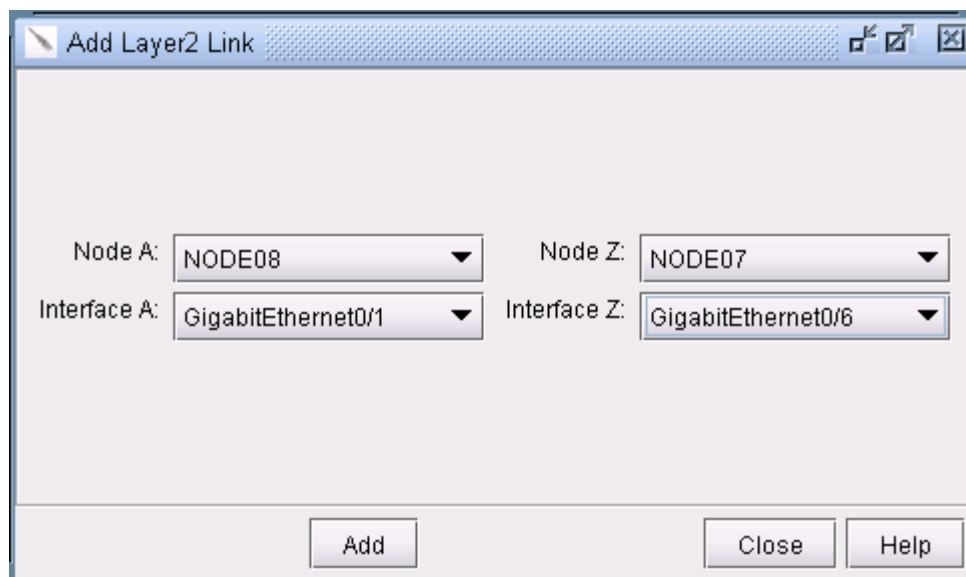 Add Layer2 Link
Node A: NODE08 Node Z: NODE07
Interface A: GigabitEthernet0/1 Interface Z: GigabitEthernet0/6
Add Close Help